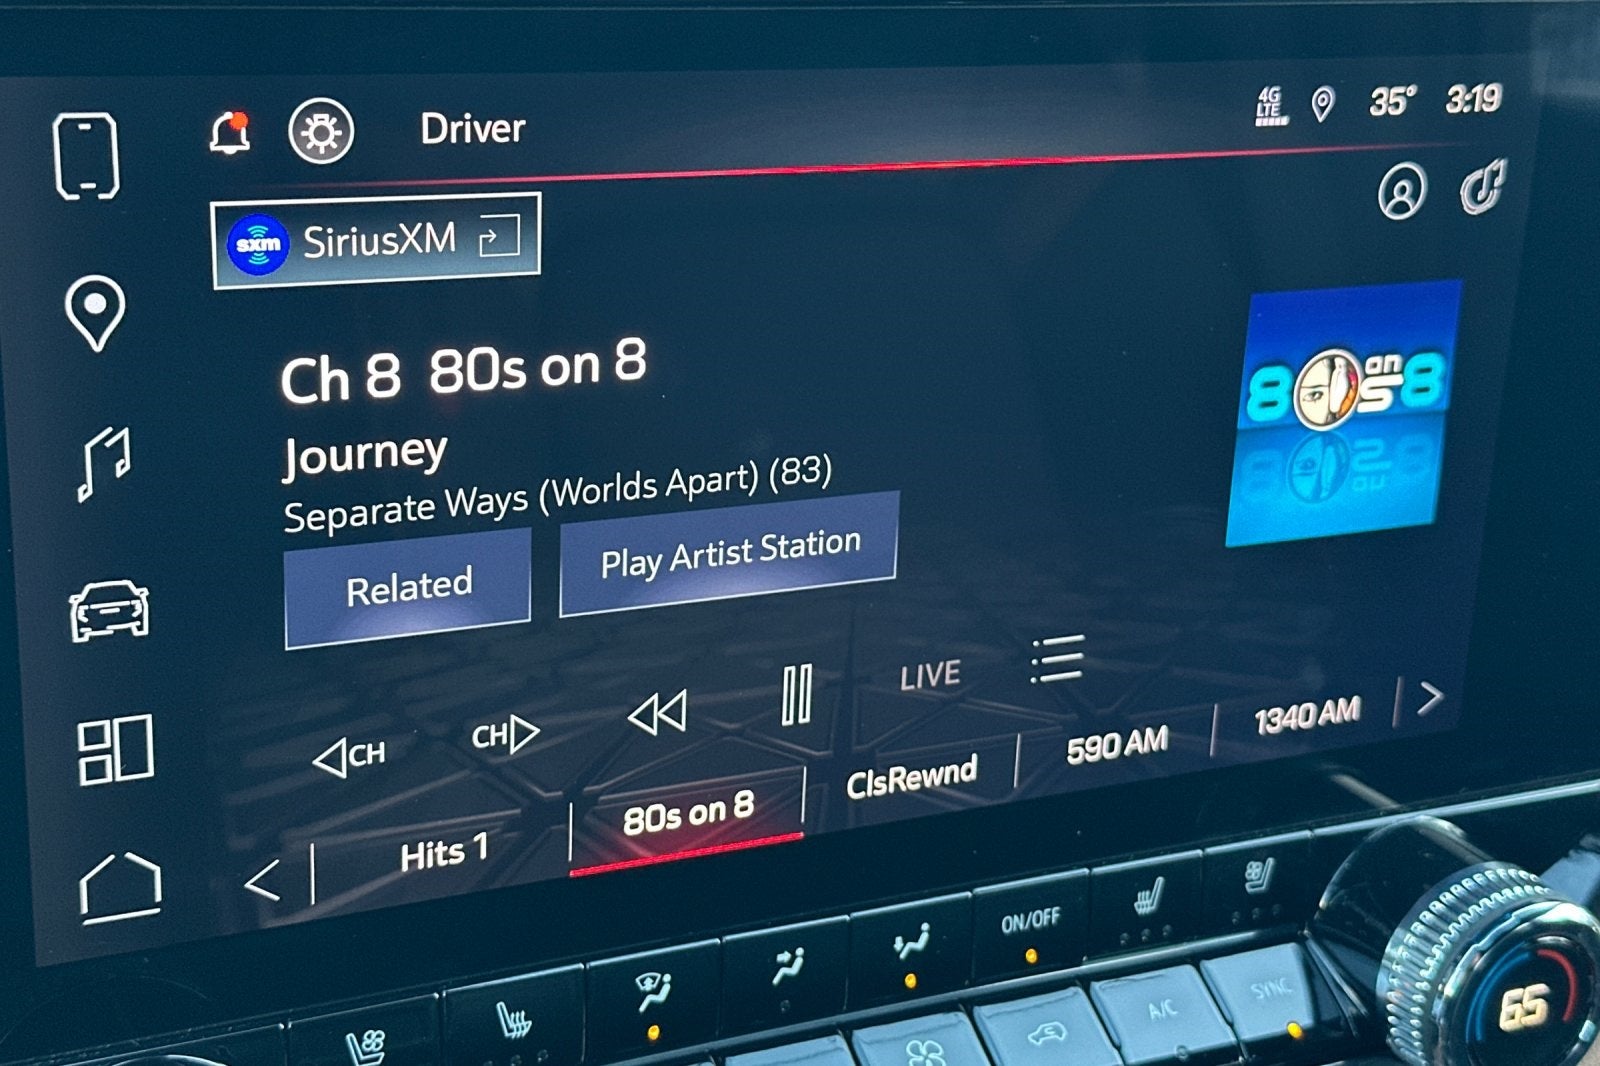 Driver
4G LTE 35° 3:19
sxm SiriusXM
Ch 8 80s on 8
80s on 8
Journey
Separate Ways (Worlds Apart) (83)
Related Play Artist Station
CH CH LIVE
Hits 1 80s on 8 ClsRewnd 590 AM 1340 AM
ON/OFF
A/C SYNC
65